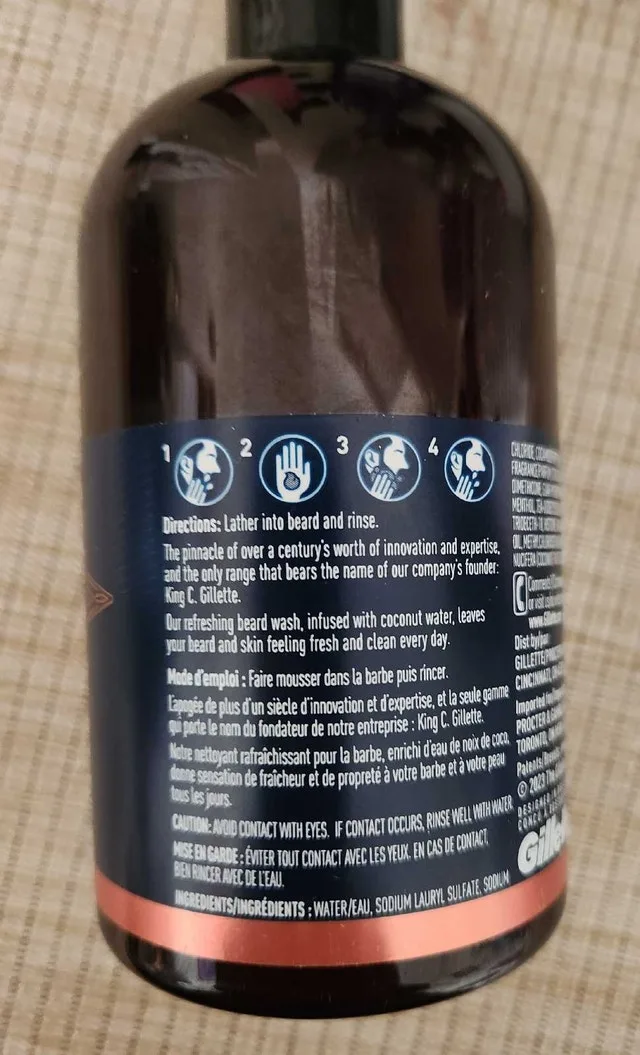 1 2 3 4
Directions: Lather into beard and rinse.
The pinnacle of over a century's worth of innovation and expertise,
and the only range that bears the name of our company's founder:
King C. Gillette.
Our refreshing beard wash, infused with coconut water, leaves
your beard and skin feeling fresh and clean every day.
Mode d'emploi : Faire mousser dans la barbe puis rincer.
L'apogée de plus d'un siècle d'innovation et d'expertise, et la seule gamme
qui porte le nom du fondateur de notre entreprise : King C. Gillette.
Notre nettoyant rafraîchissant pour la barbe, enrichi d'eau de noix de coco,
donne sensation de fraîcheur et de propreté à votre barbe et à votre peau
tous les jours.
CAUTION: AVOID CONTACT WITH EYES. IF CONTACT OCCURS, RINSE WELL WITH WATER.
MISE EN GARDE : ÉVITER TOUT CONTACT AVEC LES YEUX. EN CAS DE CONTACT,
BIEN RINCER AVEC DE L'EAU.
INGREDIENTS/INGRÉDIENTS : WATER/EAU, SODIUM LAURYL SULFATE, SODIUM
CHLORIDE,
MENTHOL,
OIL,
NUCIFERA
Dist by/par
CINCINNATI,
TORONTO,
© 2023